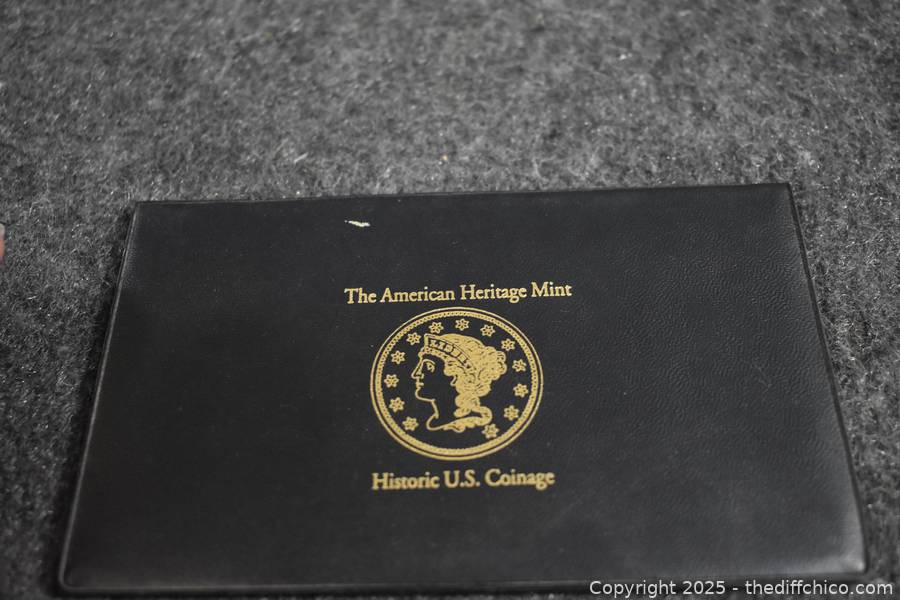 The American Heritage Mint
LIBERTY
Historic U.S. Coinage
Copyright 2025 - thediffchico.com